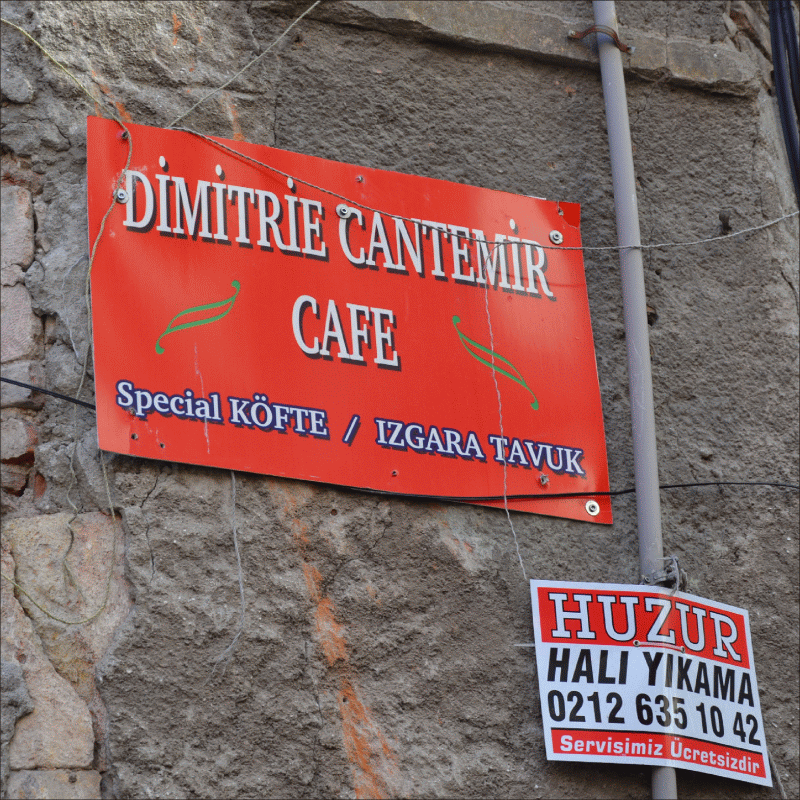 DİMİTRİE CANTEMİR
CAFE
Special KÖFTE / IZGARA TAVUK
HUZUR
HALI YIKAMA
0212 635 10 42
Servisimiz Ücretsizdir